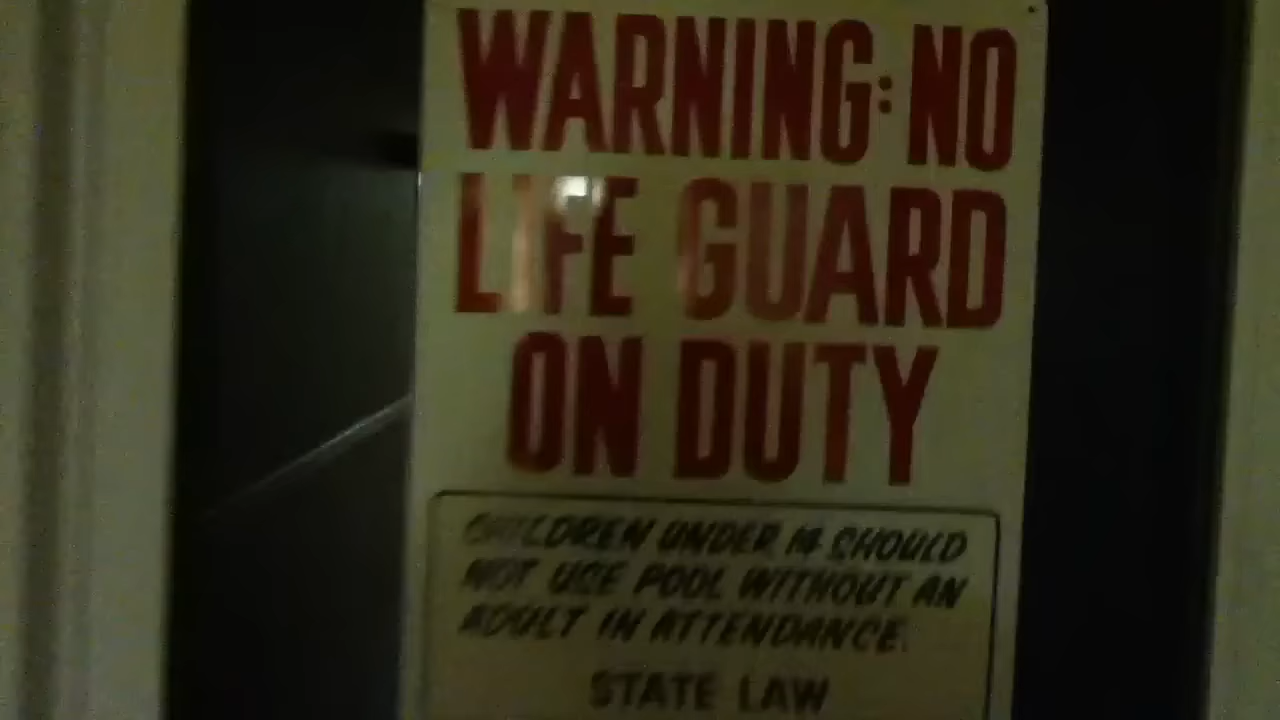 WARNING: NO
LIFE GUARD
ON DUTY
CHILDREN UNDER 14 SHOULD
NOT USE POOL WITHOUT AN
ADULT IN ATTENDANCE.
STATE LAW